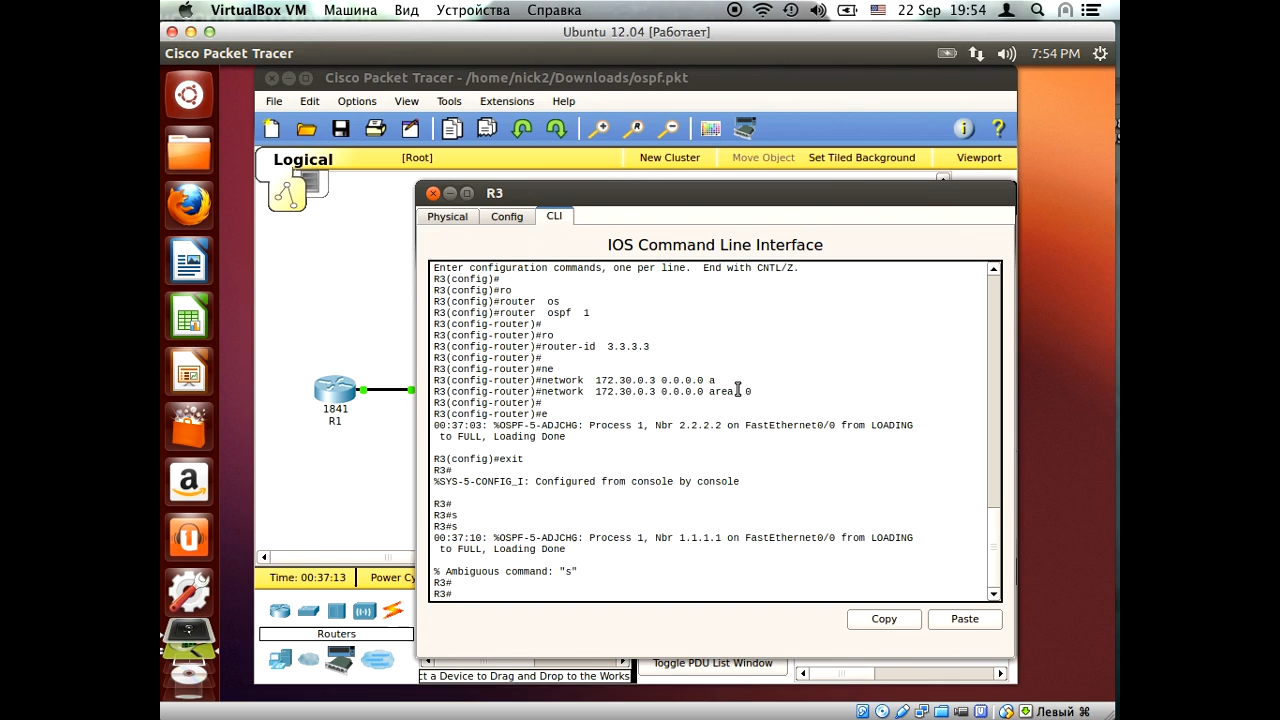 VirtualBox VM Машина Вид Устройства Справка 22 Sep 19:54
Ubuntu 12.04 [Работает]
Cisco Packet Tracer 7:54 PM
Cisco Packet Tracer - /home/nick2/Downloads/ospf.pkt
File Edit Options View Tools Extensions Help
Logical [Root] New Cluster Move Object Set Tiled Background Viewport
R3
Physical Config CLI
IOS Command Line Interface
Enter configuration commands, one per line.  End with CNTL/Z.
R3(config)#
R3(config)#ro
R3(config)#router  os
R3(config)#router  ospf  1
R3(config-router)#
R3(config-router)#ro
R3(config-router)#router-id  3.3.3.3
R3(config-router)#
R3(config-router)#ne
R3(config-router)#network  172.30.0.3 0.0.0.0 a
R3(config-router)#network  172.30.0.3 0.0.0.0 area  0
R3(config-router)#
R3(config-router)#e
00:37:03: %OSPF-5-ADJCHG: Process 1, Nbr 2.2.2.2 on FastEthernet0/0 from LOADING
to FULL, Loading Done
R3(config)#exit
R3#
%SYS-5-CONFIG_I: Configured from console by console
R3#
R3#s
R3#s
00:37:10: %OSPF-5-ADJCHG: Process 1, Nbr 1.1.1.1 on FastEthernet0/0 from LOADING
to FULL, Loading Done
% Ambiguous command: "s"
R3#
R3#
Copy Paste
1841
R1
Time: 00:37:13 Power Cy
Routers
ct a Device to Drag and Drop to the Works
Toggle PDU List Window
Левый ⌘